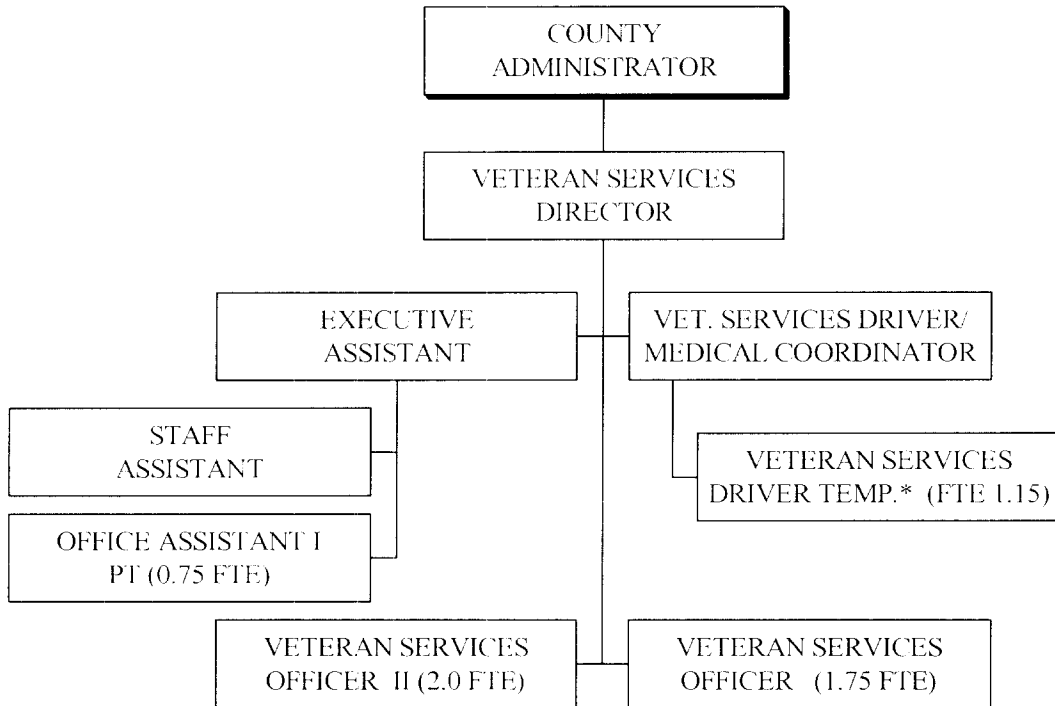 COUNTY
ADMINISTRATOR
VETERAN SERVICES
DIRECTOR
EXECUTIVE
ASSISTANT
VET. SERVICES DRIVER/
MEDICAL COORDINATOR
STAFF
ASSISTANT
VETERAN SERVICES
DRIVER TEMP.* (FTE 1.15)
OFFICE ASSISTANT I
PT (0.75 FTE)
VETERAN SERVICES
OFFICER II (2.0 FTE)
VETERAN SERVICES
OFFICER (1.75 FTE)